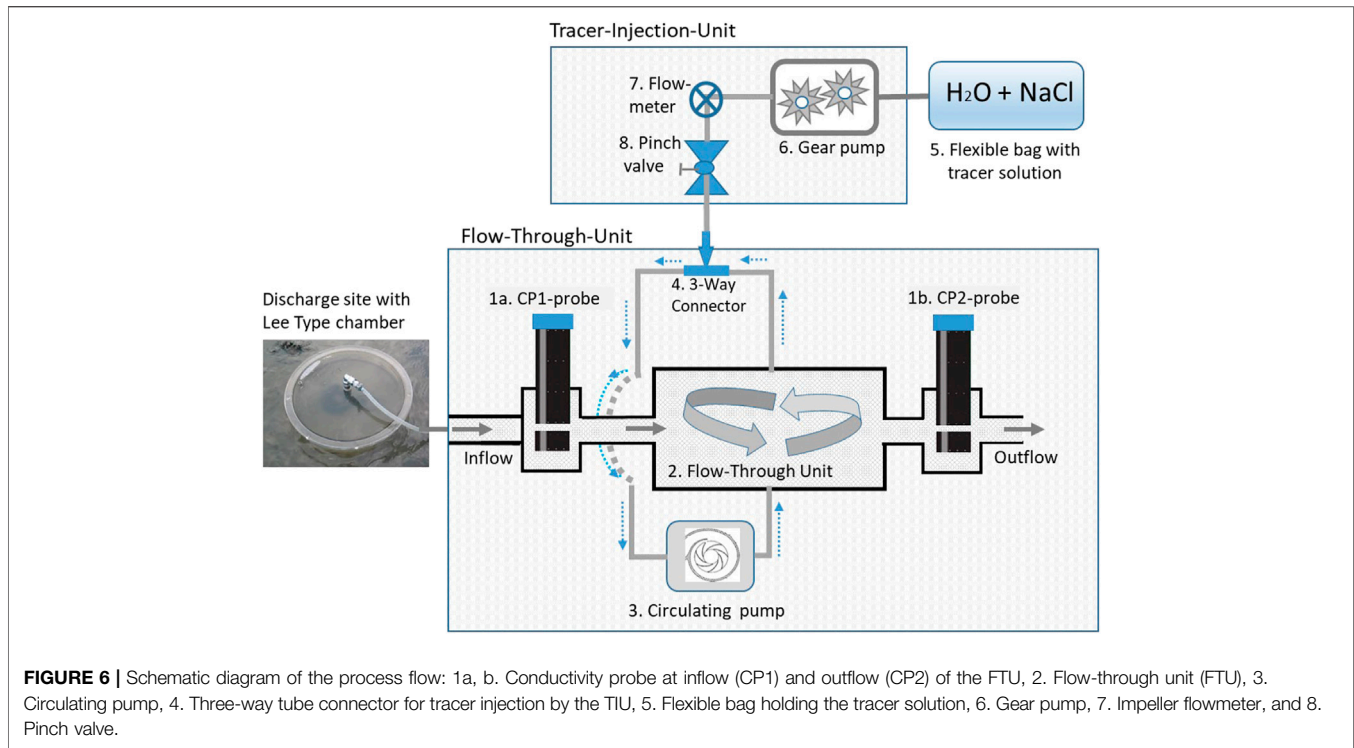 Tracer-Injection-Unit
7. Flow-
meter
8. Pinch
valve
6. Gear pump
H₂O + NaCl
5. Flexible bag with
tracer solution
Flow-Through-Unit
Discharge site with
Lee Type chamber
1a. CP1-probe
4. 3-Way
Connector
1b. CP2-probe
Inflow
2. Flow-Through Unit
Outflow
3. Circulating pump
FIGURE 6 | Schematic diagram of the process flow: 1a, b. Conductivity probe at inflow (CP1) and outflow (CP2) of the FTU, 2. Flow-through unit (FTU), 3.
Circulating pump, 4. Three-way tube connector for tracer injection by the TIU, 5. Flexible bag holding the tracer solution, 6. Gear pump, 7. Impeller flowmeter, and 8.
Pinch valve.